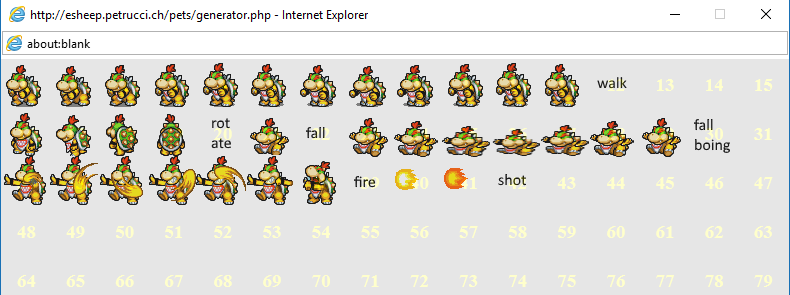 http://esheep.petrucci.ch/pets/generator.php - Internet Explorer
about:blank
walk 13 14 15
rot
ate
fall
fall
boing
30 31
fire 40 41 shot 43 44 45 46 47
48 49 50 51 52 53 54 55 56 57 58 59 60 61 62 63
64 65 66 67 68 69 70 71 72 73 74 75 76 77 78 79